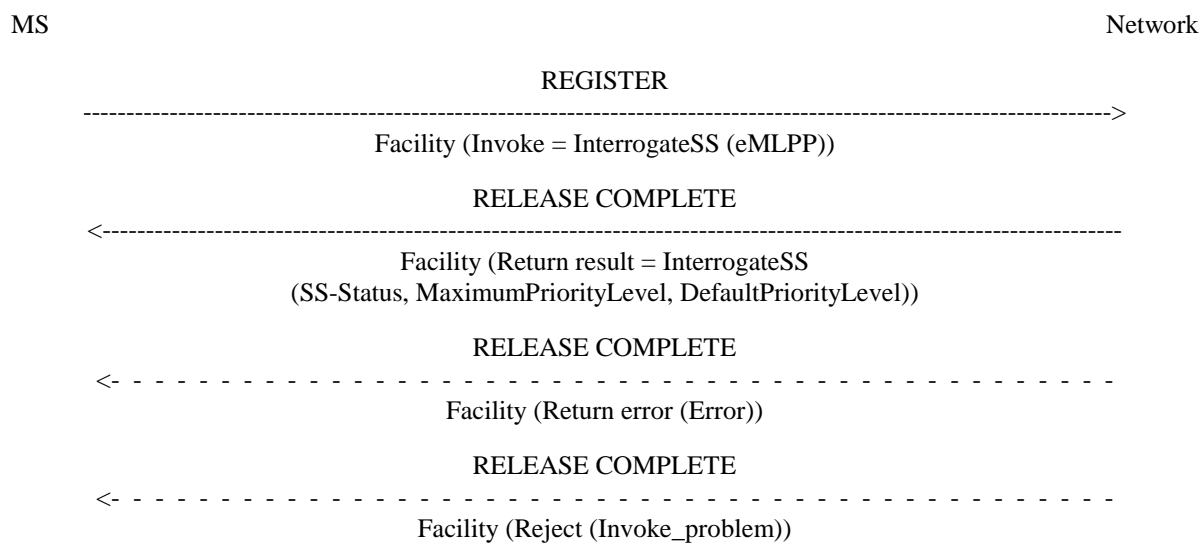 MS Network
REGISTER
Facility (Invoke = InterrogateSS (eMLPP))
RELEASE COMPLETE
Facility (Return result = InterrogateSS
(SS-Status, MaximumPriorityLevel, DefaultPriorityLevel))
RELEASE COMPLETE
Facility (Return error (Error))
RELEASE COMPLETE
Facility (Reject (Invoke_problem))